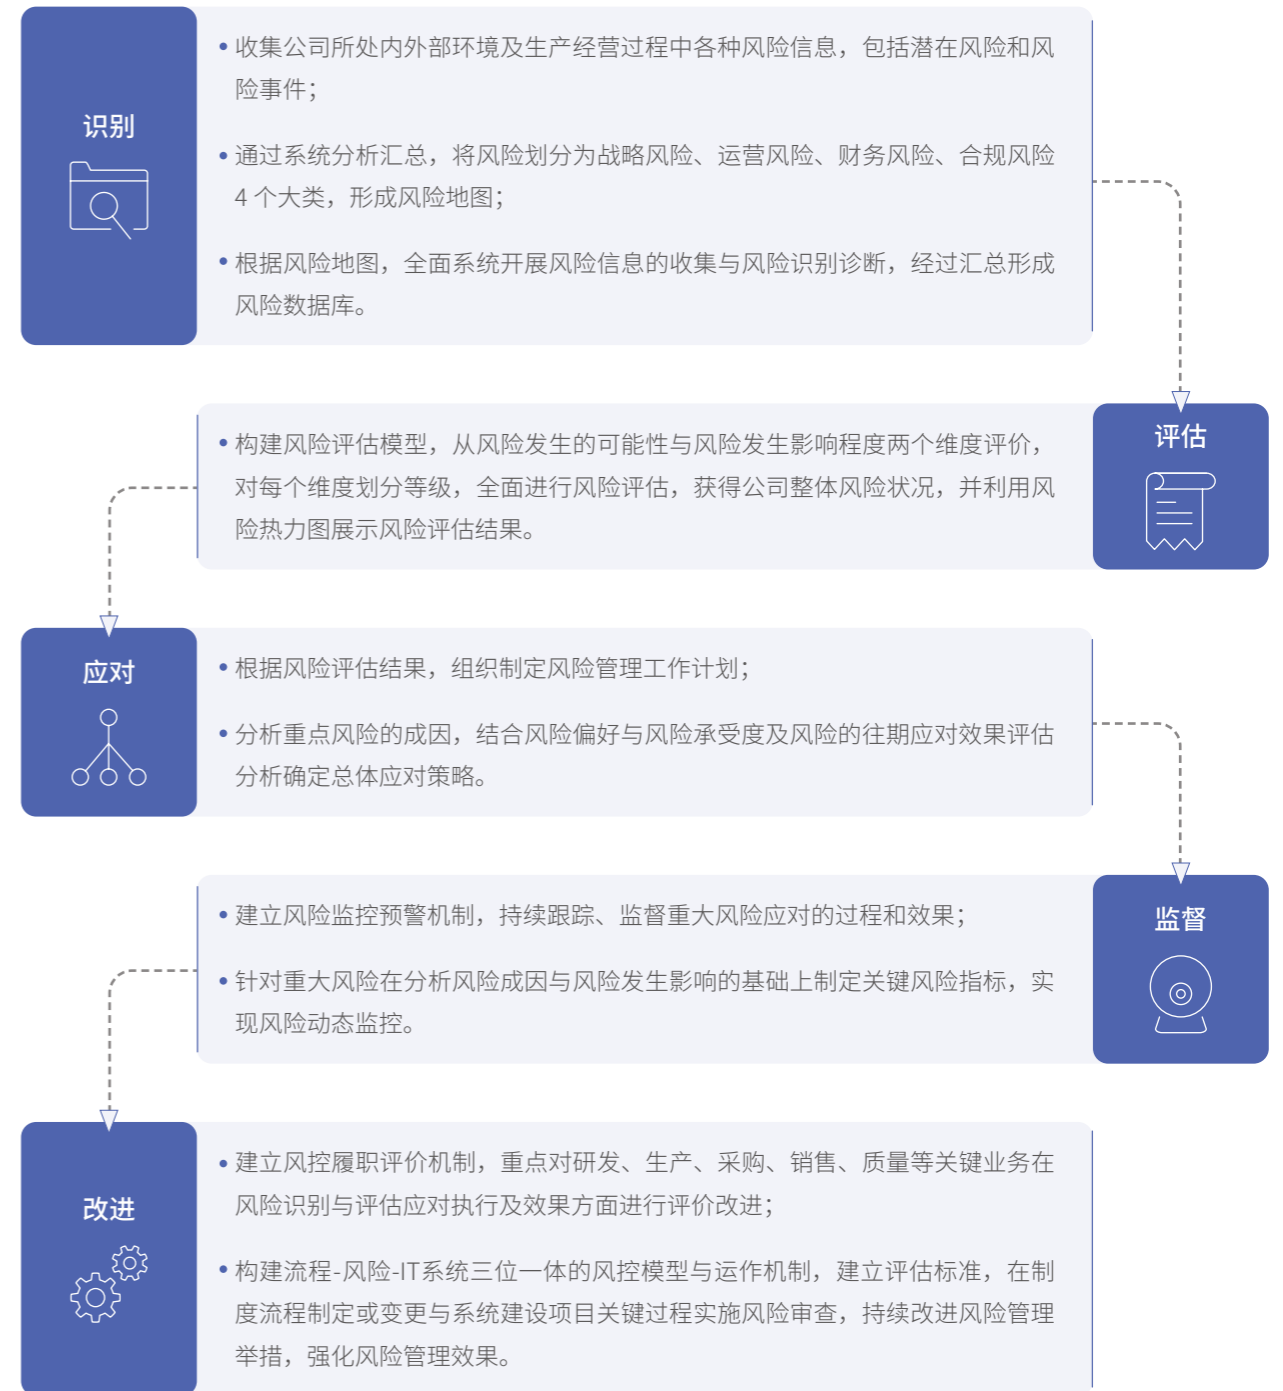 识别
• 收集公司所处内外部环境及生产经营过程中各种风险信息，包括潜在风险和风
险事件；
• 通过系统分析汇总，将风险划分为战略风险、运营风险、财务风险、合规风险
4 个大类，形成风险地图；
• 根据风险地图，全面系统开展风险信息的收集与风险识别诊断，经过汇总形成
风险数据库。
评估
• 构建风险评估模型，从风险发生的可能性与风险发生影响程度两个维度评价，
对每个维度划分等级，全面进行风险评估，获得公司整体风险状况，并利用风
险热力图展示风险评估结果。
应对
• 根据风险评估结果，组织制定风险管理工作计划；
• 分析重点风险的成因，结合风险偏好与风险承受度及风险的往期应对效果评估
分析确定总体应对策略。
监督
• 建立风险监控预警机制，持续跟踪、监督重大风险应对的过程和效果；
• 针对重大风险在分析风险成因与风险发生影响的基础上制定关键风险指标，实
现风险动态监控。
改进
• 建立风控履职评价机制，重点对研发、生产、采购、销售、质量等关键业务在
风险识别与评估应对执行及效果方面进行评价改进；
• 构建流程-风险-IT系统三位一体的风控模型与运作机制，建立评估标准，在制
度流程制定或变更与系统建设项目关键过程实施风险审查，持续改进风险管理
举措，强化风险管理效果。